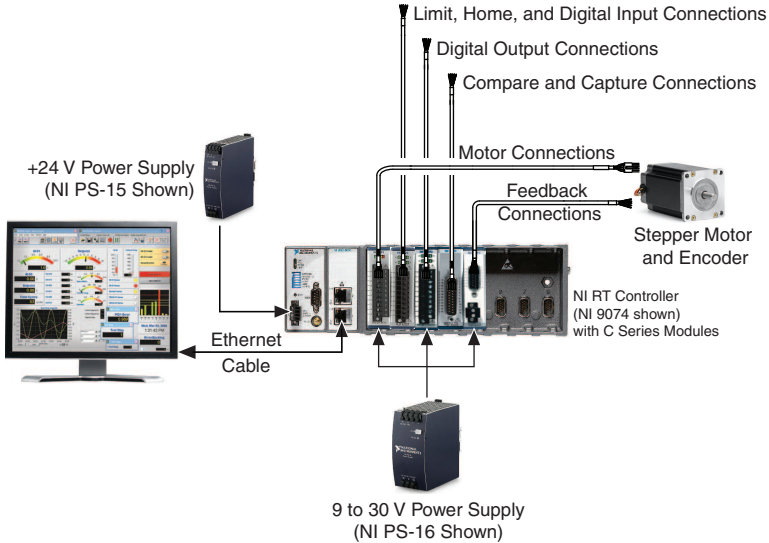 Limit, Home, and Digital Input Connections
Digital Output Connections
Compare and Capture Connections
Motor Connections
+24 V Power Supply
(NI PS-15 Shown)
Feedback
Connections
Stepper Motor
and Encoder
NI RT Controller
(NI 9074 shown)
with C Series Modules
Ethernet
Cable
9 to 30 V Power Supply
(NI PS-16 Shown)